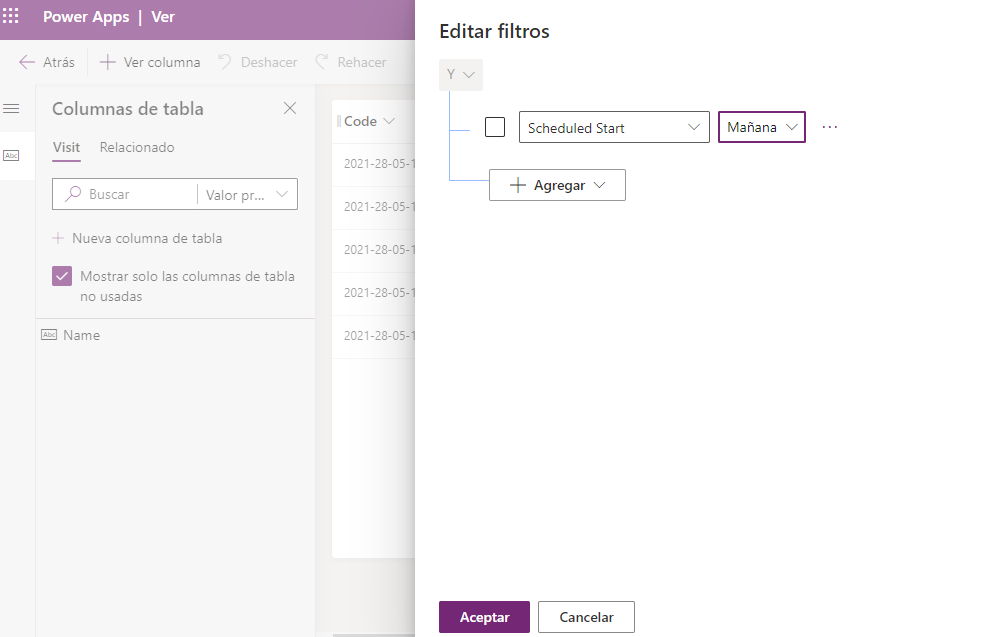 Power Apps | Ver
Atrás
Ver columna
Deshacer
Rehacer
Columnas de tabla
Visit
Relacionado
Buscar
Valor pr...
Nueva columna de tabla
Mostrar solo las columnas de tabla
no usadas
Abc
Abc Name
Code
2021-28-05-1
2021-28-05-1
2021-28-05-1
2021-28-05-1
2021-28-05-1
Editar filtros
Y
Scheduled Start
Mañana
...
Agregar
Aceptar
Cancelar